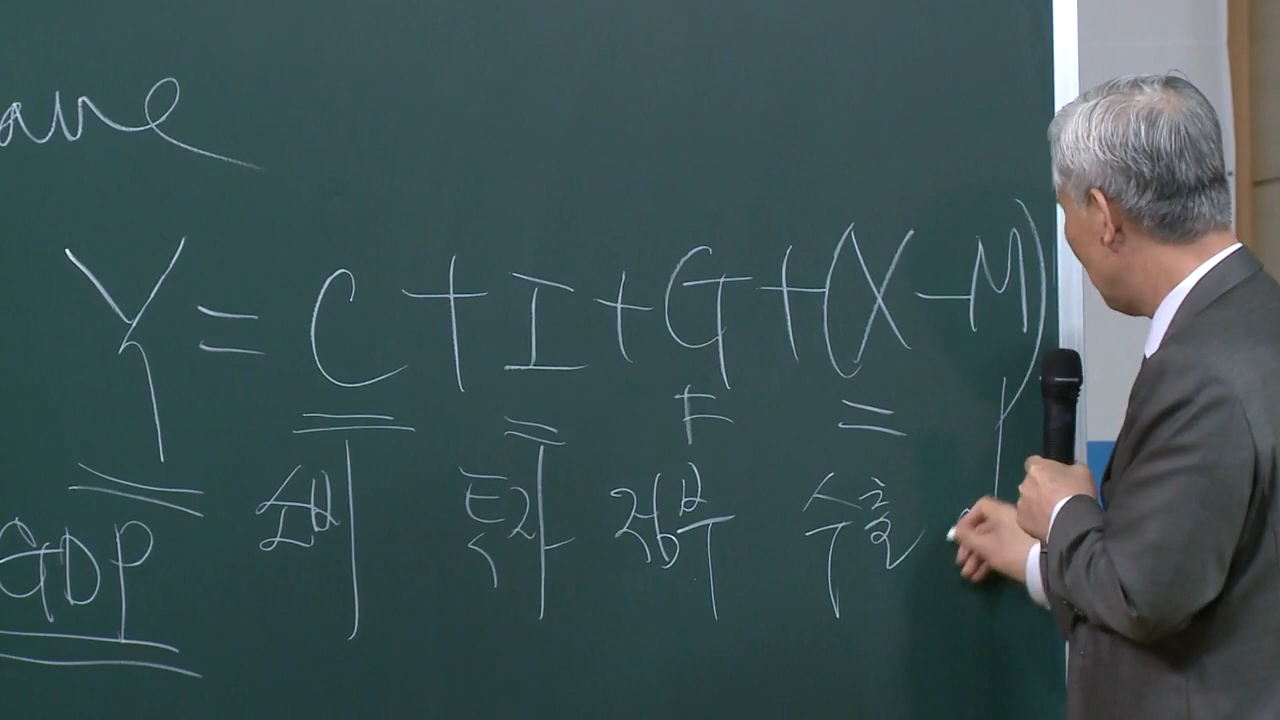 Y = C + I + G + (X - M)
GDP 소비 투자 정부 수출